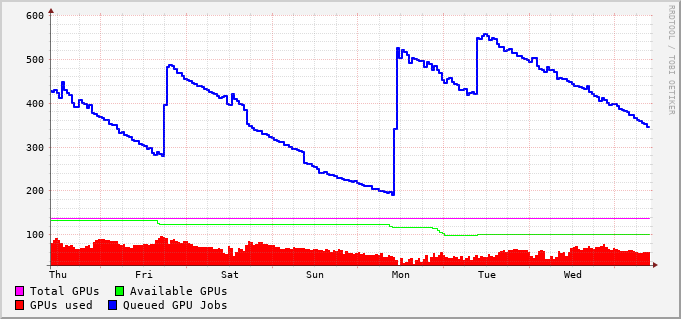 600
500
400
300
200
100
Thu Fri Sat Sun Mon Tue Wed
Total GPUs Available GPUs
GPUs used Queued GPU Jobs
RRDTOOL / TOBI OETIKER